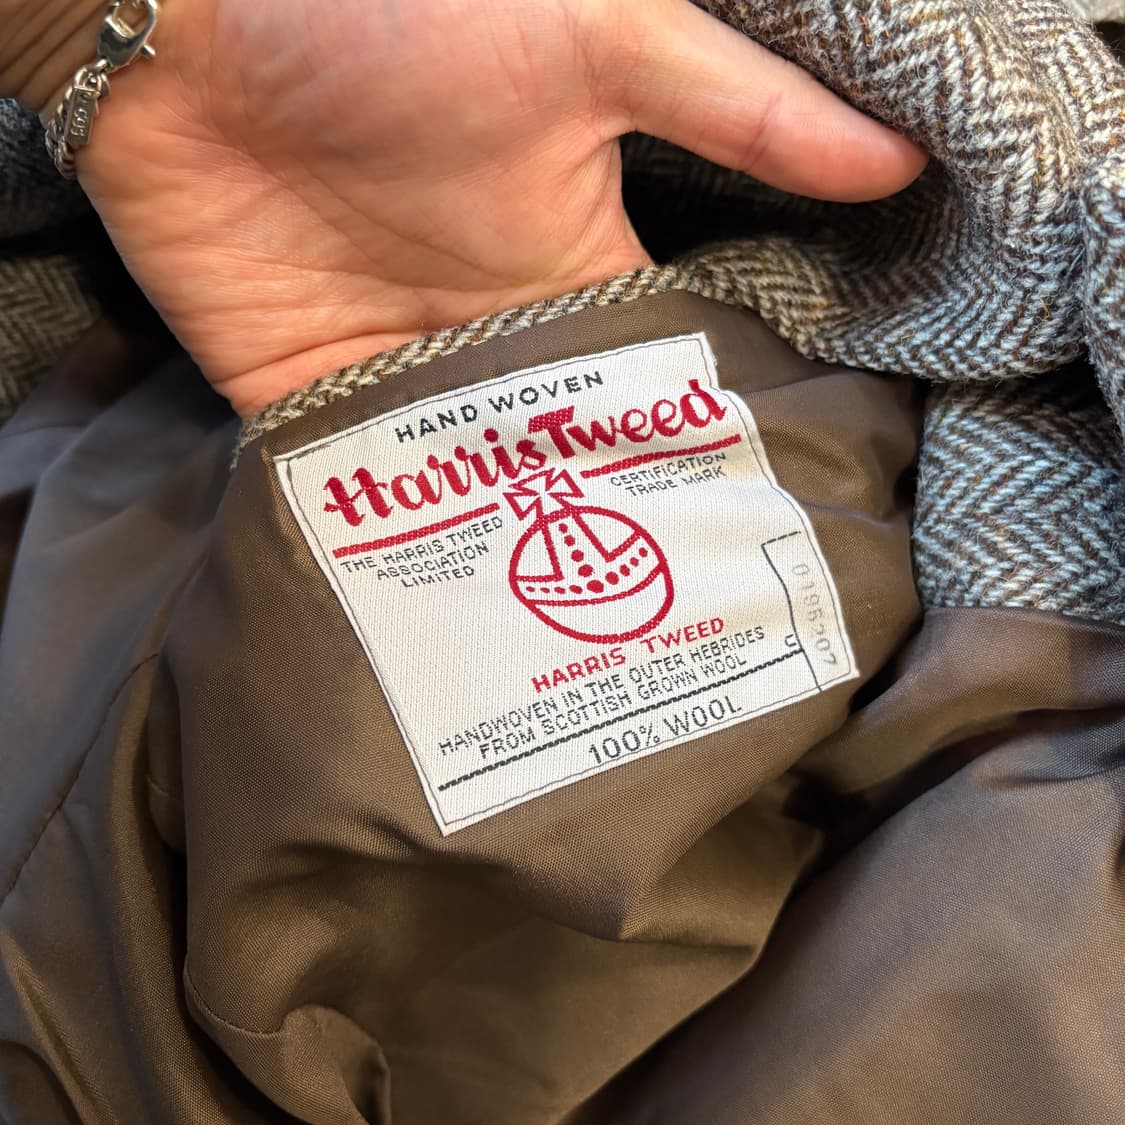 HAND WOVEN
Harris Tweed
CERTIFICATION
TRADE MARK
THE HARRIS TWEED
ASSOCIATION
LIMITED
HARRIS TWEED
HANDWOVEN IN THE OUTER HEBRIDES
FROM SCOTTISH GROWN WOOL
100% WOOL